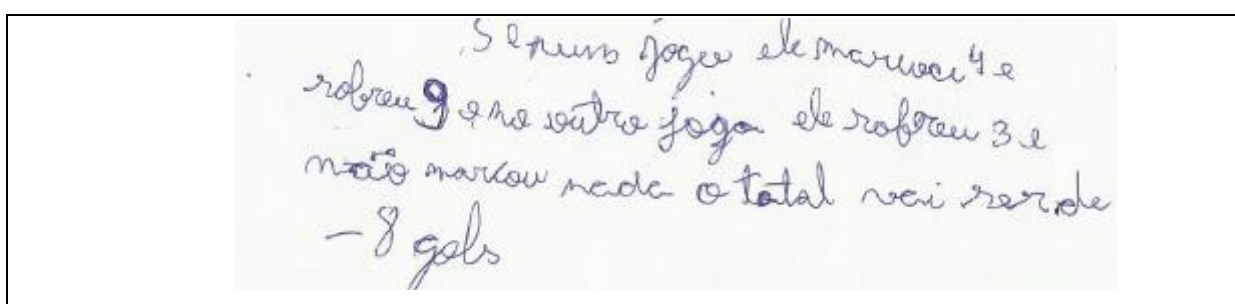 Se num jogo ele marcou 4 e
sofreu 9 e no outro jogo ele sofreu 3 e
não markou nada o total vai ser de
-8 gols